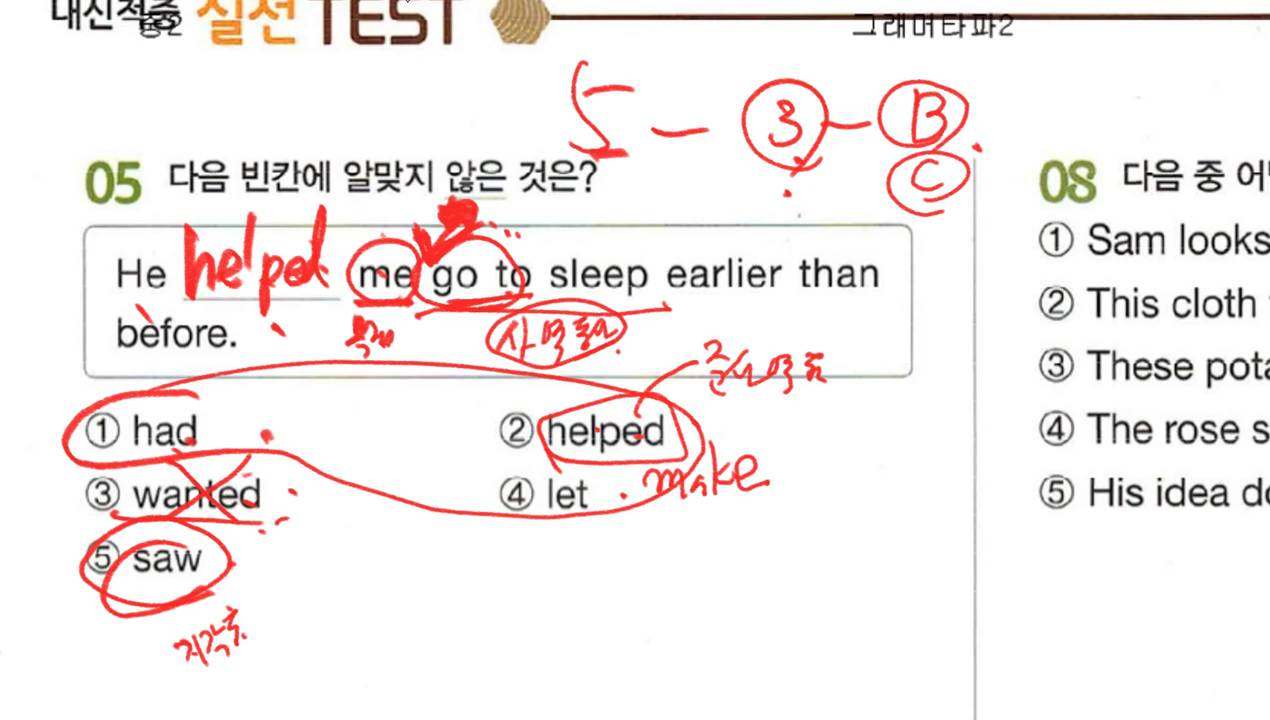 내신적중 실전 TEST
중2
그래머타파2
5 - ③ - B
C
05 다음 빈칸에 알맞지 않은 것은?
He helped me go to sleep earlier than
before.
사역동사
준사역동
① had ② helped
make
③ wanted ④ let
⑤ saw
지각동
08 다음 중 어
① Sam looks
② This cloth
③ These pota
④ The rose s
⑤ His idea do